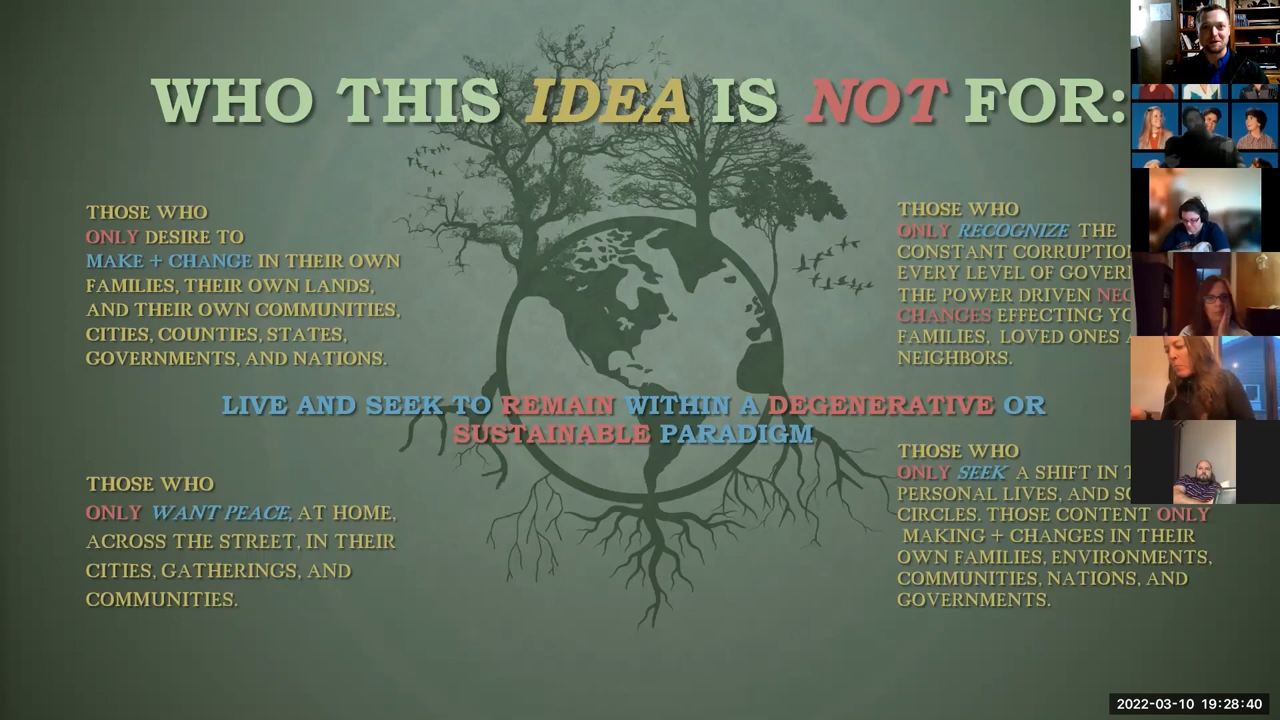 WHO THIS IDEA IS NOT FOR:
THOSE WHO
ONLY DESIRE TO
MAKE + CHANGE IN THEIR OWN
FAMILIES, THEIR OWN LANDS,
AND THEIR OWN COMMUNITIES,
CITIES, COUNTIES, STATES,
GOVERNMENTS, AND NATIONS.
THOSE WHO
ONLY RECOGNIZE THE
CONSTANT CORRUPTION
EVERY LEVEL OF
THE POWER DRIVEN
CHANGES EFFECTING
FAMILIES, LOVED ONES
NEIGHBORS.
LIVE AND SEEK TO REMAIN WITHIN A DEGENERATIVE OR
SUSTAINABLE PARADIGM
THOSE WHO
ONLY WANT PEACE, AT HOME,
ACROSS THE STREET, IN THEIR
CITIES, GATHERINGS, AND
COMMUNITIES.
THOSE WHO
ONLY SEEK A SHIFT IN
PERSONAL LIVES, AND
CIRCLES. THOSE CONTENT ONLY
MAKING + CHANGES IN THEIR
OWN FAMILIES, ENVIRONMENTS,
COMMUNITIES, NATIONS, AND
GOVERNMENTS.
2022-03-10 19:28:40